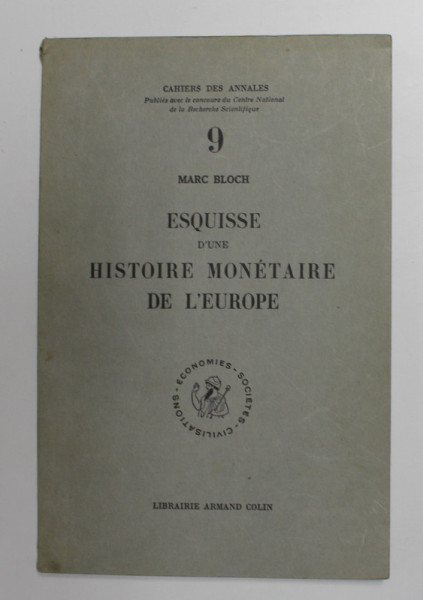 CAHIERS DES ANNALES
Publiés avec le concours du Centre National
de la Recherche Scientifique
9
MARC BLOCH
ESQUISSE
D'UNE
HISTOIRE MONÉTAIRE
DE L'EUROPE
ÉCONOMIES - SOCIÉTÉS - CIVILISATIONS -
LIBRAIRIE ARMAND COLIN